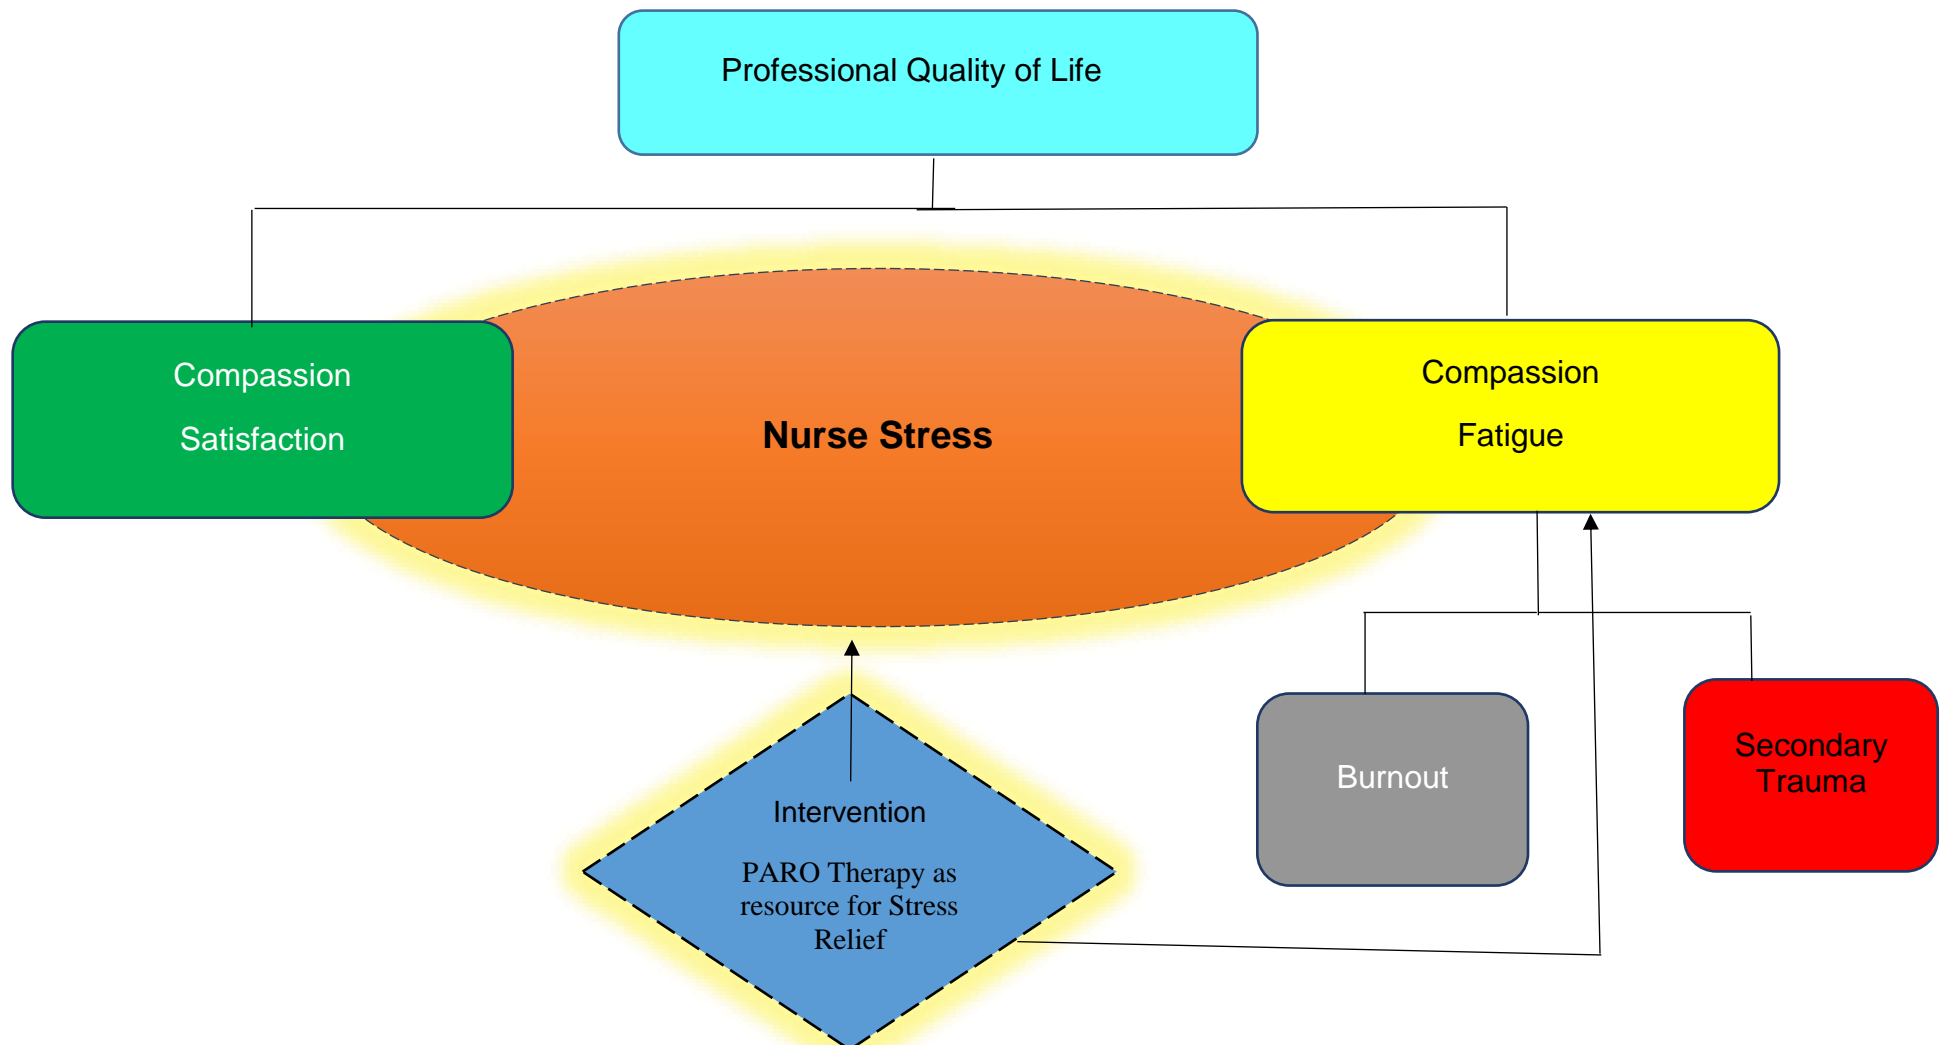 Professional Quality of Life
Compassion
Satisfaction
Nurse Stress
Compassion
Fatigue
Burnout
Secondary
Trauma
Intervention
PARO Therapy as
resource for Stress
Relief